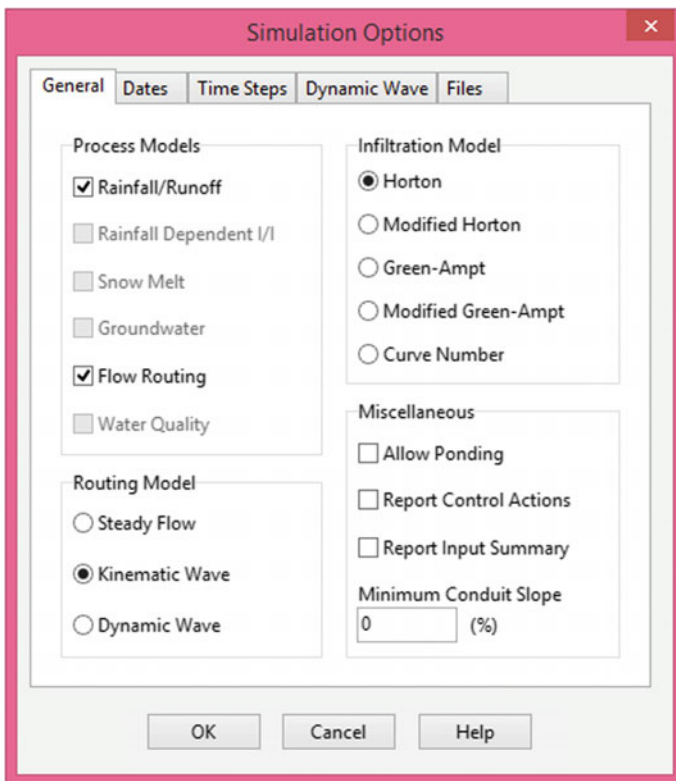 Simulation Options
General
Dates
Time Steps
Dynamic Wave
Files
Process Models
Rainfall/Runoff
Rainfall Dependent I/I
Snow Melt
Groundwater
Flow Routing
Water Quality
Routing Model
Steady Flow
Kinematic Wave
Dynamic Wave
Infiltration Model
Horton
Modified Horton
Green-Ampt
Modified Green-Ampt
Curve Number
Miscellaneous
Allow Ponding
Report Control Actions
Report Input Summary
Minimum Conduit Slope
0 (%)
OK
Cancel
Help